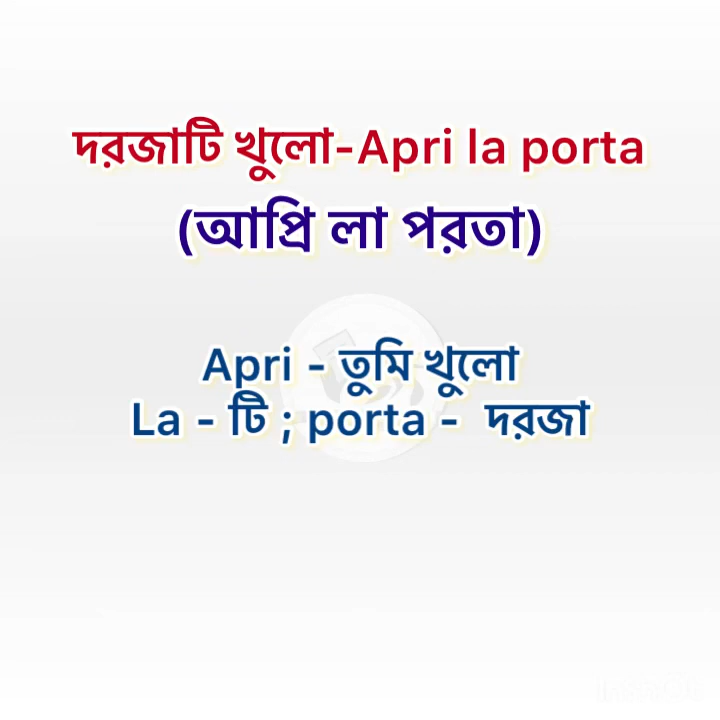 দরজাটি খুলো-Apri la porta
(আপ্রি লা পরতা)
Apri - তুমি খুলো
La - টি ; porta - দরজা